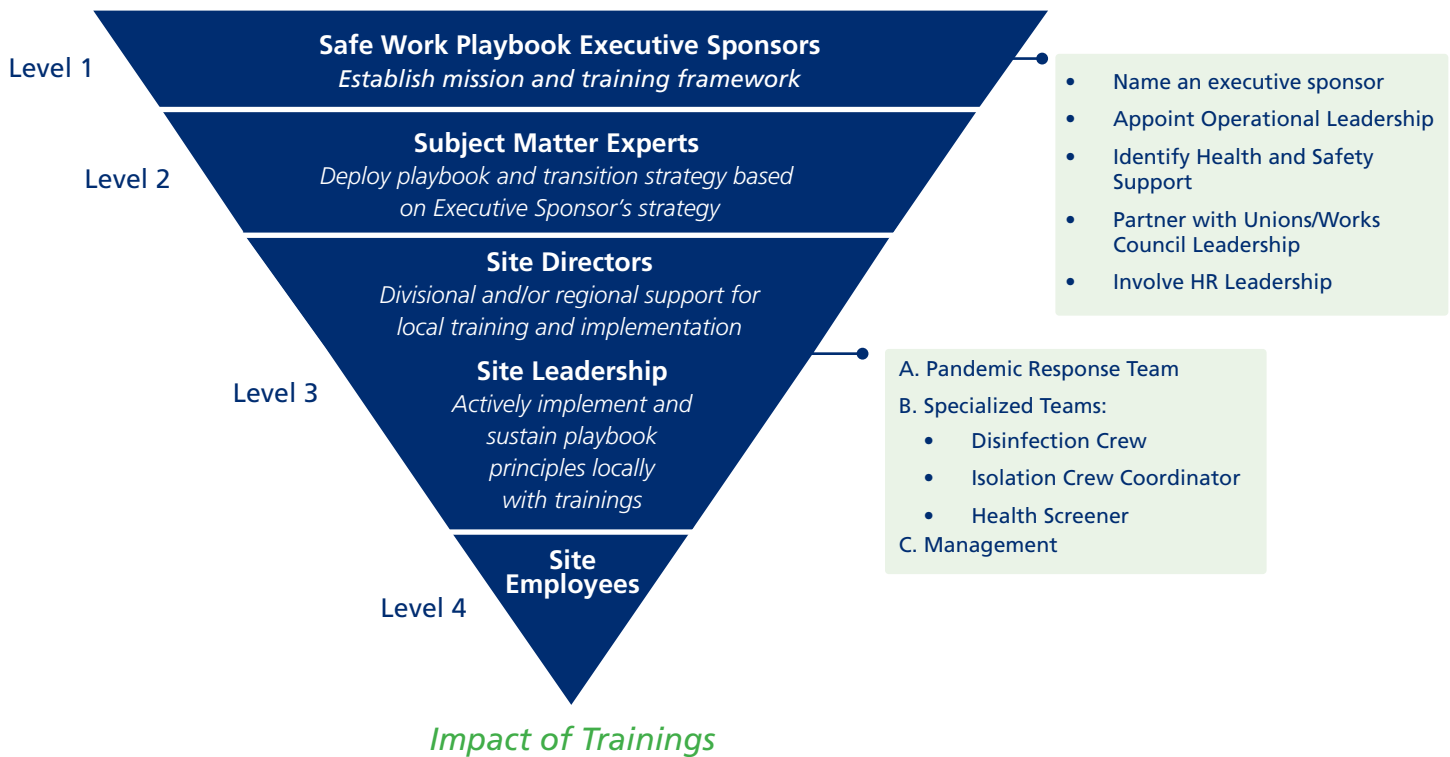 Level 1
Safe Work Playbook Executive Sponsors
Establish mission and training framework
• Name an executive sponsor
• Appoint Operational Leadership
• Identify Health and Safety
Support
• Partner with Unions/Works
Council Leadership
• Involve HR Leadership
Level 2
Subject Matter Experts
Deploy playbook and transition strategy based
on Executive Sponsor’s strategy
Level 3
Site Directors
Divisional and/or regional support for
local training and implementation
Site Leadership
Actively implement and
sustain playbook
principles locally
with trainings
A. Pandemic Response Team
B. Specialized Teams:
• Disinfection Crew
• Isolation Crew Coordinator
• Health Screener
C. Management
Level 4
Site
Employees
Impact of Trainings